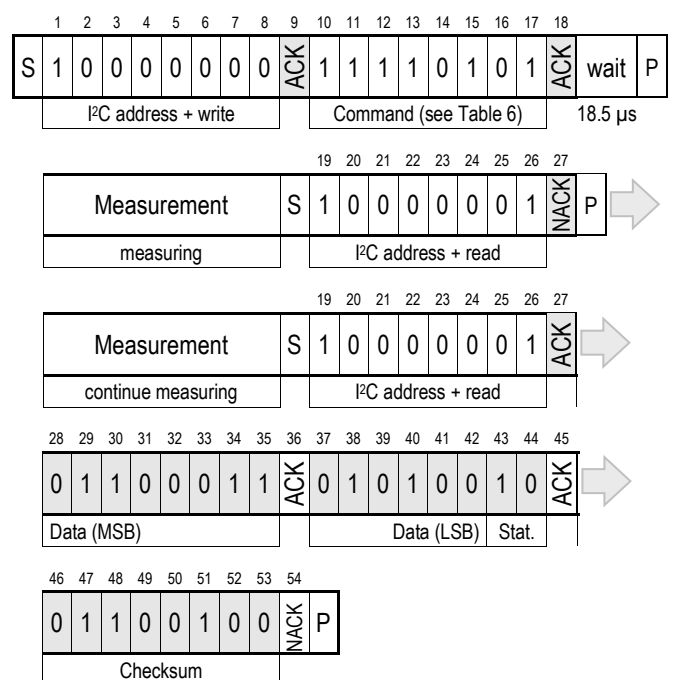 1 2 3 4 5 6 7 8 9 10 11 12 13 14 15 16 17 18
S 1 0 0 0 0 0 0 0 ACK 1 1 1 1 0 1 0 1 ACK wait P
I²C address + write Command (see Table 6) 18.5 µs
19 20 21 22 23 24 25 26 27
Measurement S 1 0 0 0 0 0 0 1 NACK P
measuring I²C address + read
19 20 21 22 23 24 25 26 27
Measurement S 1 0 0 0 0 0 0 1 ACK
continue measuring I²C address + read
28 29 30 31 32 33 34 35 36 37 38 39 40 41 42 43 44 45
0 1 1 0 0 0 1 1 ACK 0 1 0 1 0 0 1 0 ACK
Data (MSB) Data (LSB) Stat.
46 47 48 49 50 51 52 53 54
0 1 1 0 0 1 0 0 NACK P
Checksum